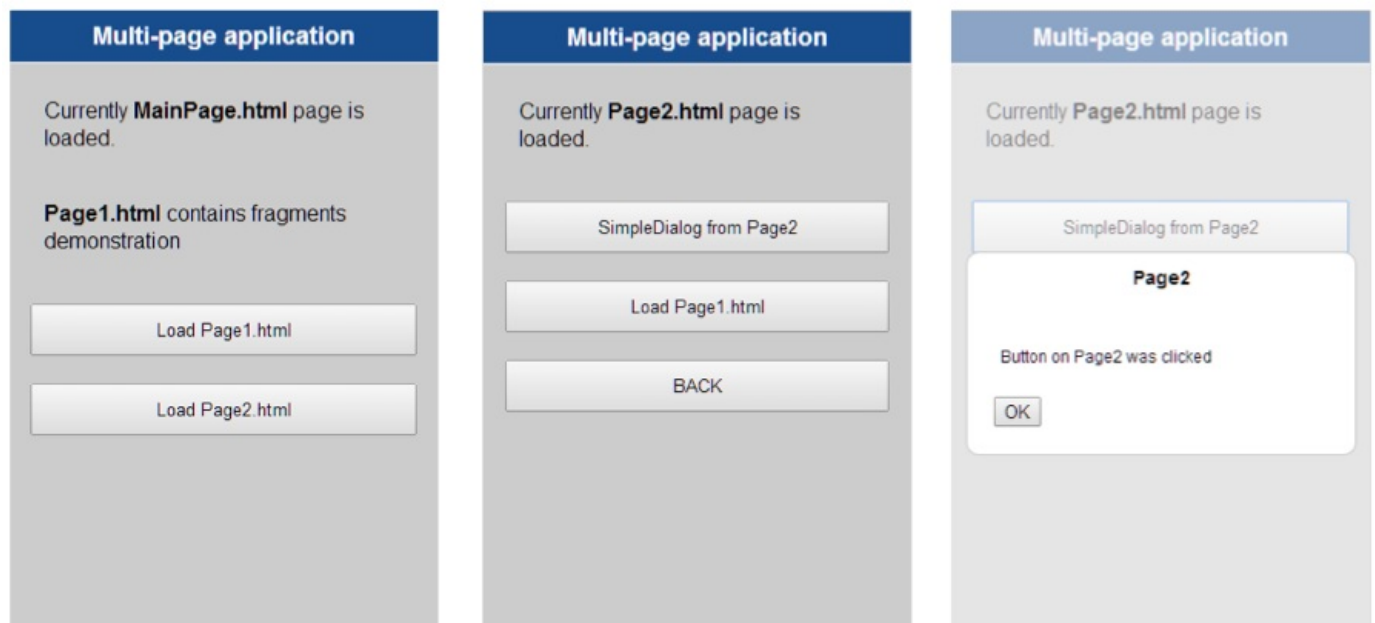 Multi-page application
Currently MainPage.html page is
loaded.
Page1.html contains fragments
demonstration
Load Page1.html
Load Page2.html
Multi-page application
Currently Page2.html page is
loaded.
SimpleDialog from Page2
Load Page1.html
BACK
Multi-page application
Currently Page2.html page is
loaded.
SimpleDialog from Page2
Page2
Button on Page2 was clicked
OK